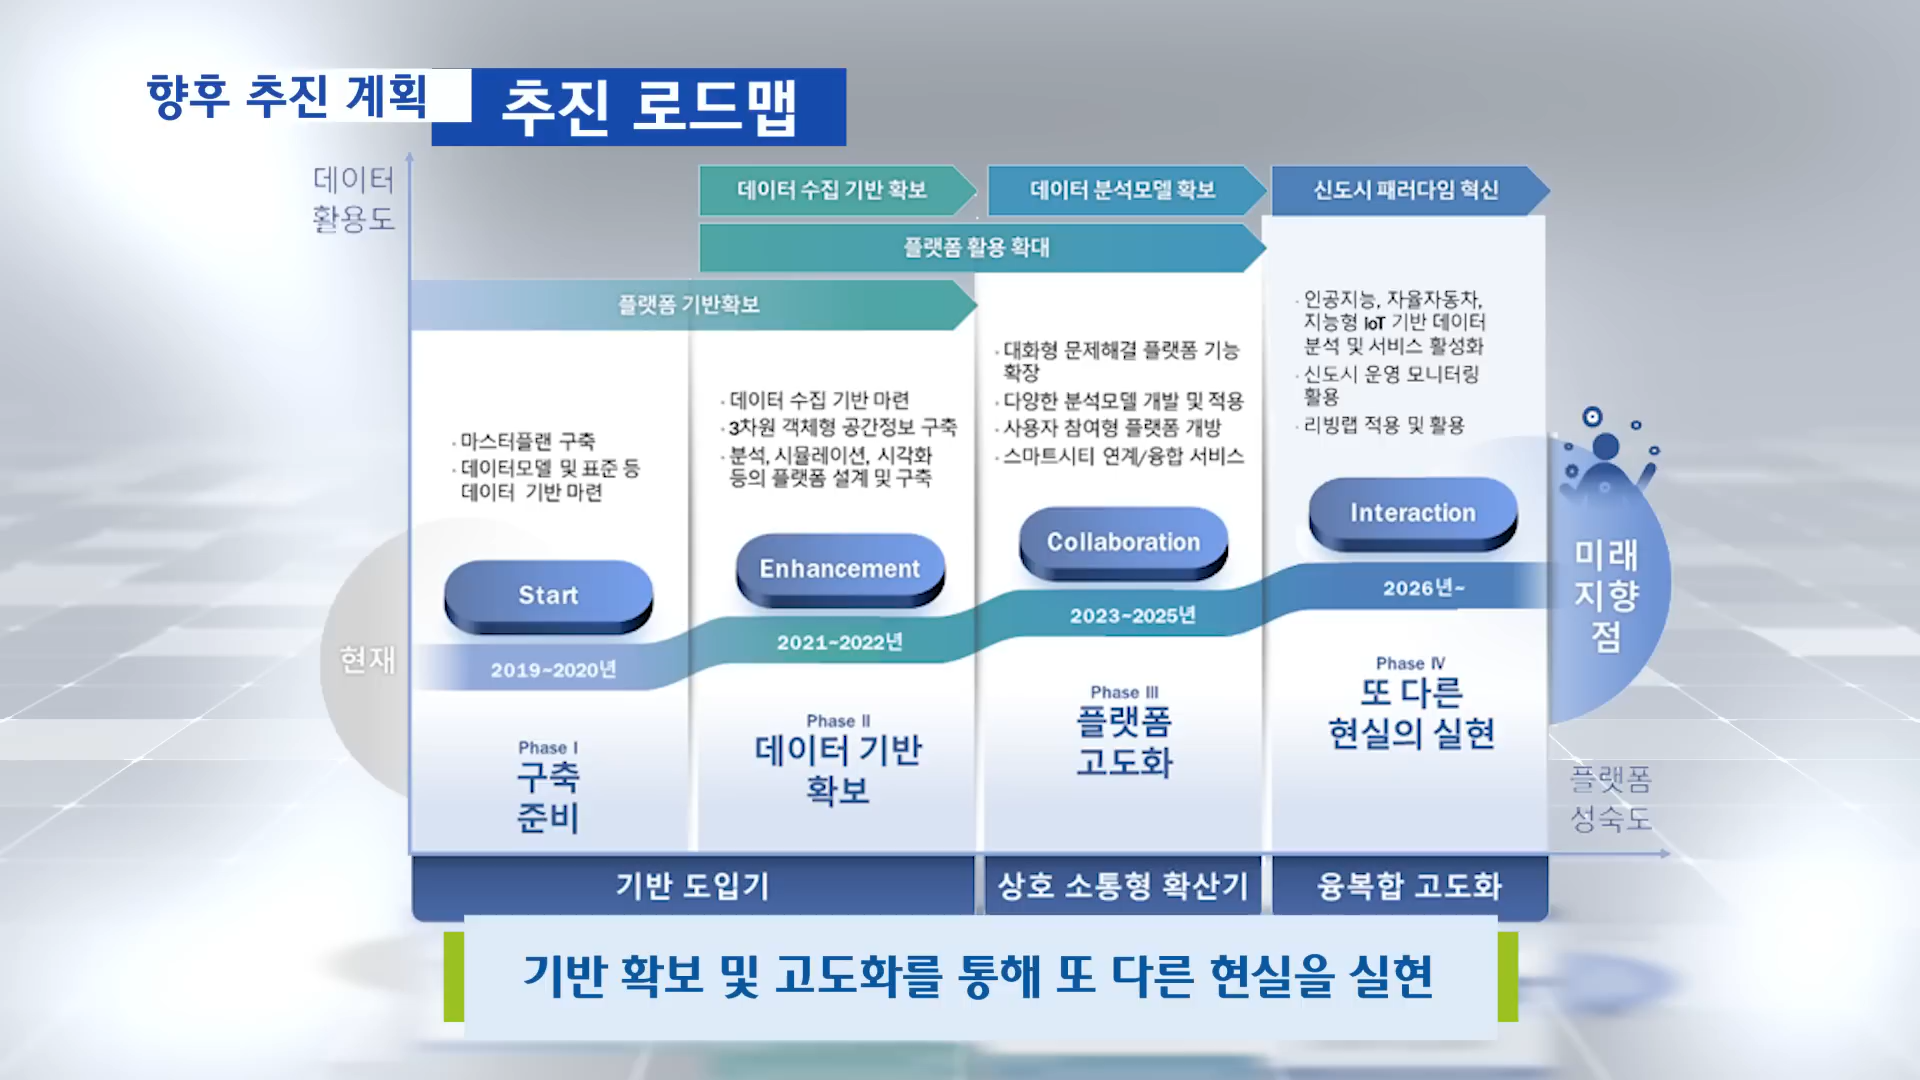 향후 추진 계획
추진 로드맵
데이터
활용도
데이터 수집 기반 확보
데이터 분석모델 확보
신도시 패러다임 혁신
플랫폼 활용 확대
플랫폼 기반확보
· 마스터플랜 구축
· 데이터모델 및 표준 등
데이터 기반 마련
· 데이터 수집 기반 마련
· 3차원 객체형 공간정보 구축
· 분석, 시뮬레이션, 시각화
등의 플랫폼 설계 및 구축
· 대화형 문제해결 플랫폼 기능
확장
· 다양한 분석모델 개발 및 적용
· 사용자 참여형 플랫폼 개방
· 스마트시티 연계/융합 서비스
· 인공지능, 자율자동차,
지능형 IoT 기반 데이터
분석 및 서비스 활성화
· 신도시 운영 모니터링
활용
· 리빙랩 적용 및 활용
현재
Start
Enhancement
Collaboration
Interaction
2019~2020년
2021~2022년
2023~2025년
2026년~
미래
지향
점
Phase Ⅰ
구축
준비
Phase Ⅱ
데이터 기반
확보
Phase Ⅲ
플랫폼
고도화
Phase Ⅳ
또 다른
현실의 실현
플랫폼
성숙도
기반 도입기
상호 소통형 확산기
융복합 고도화
기반 확보 및 고도화를 통해 또 다른 현실을 실현